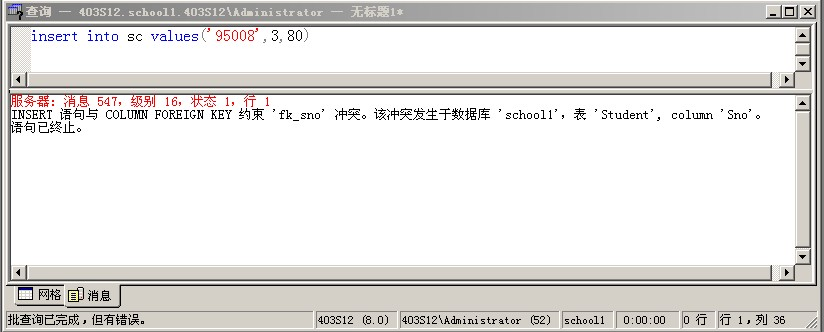 查询 — 403S12.school1.403S12\Administrator — 无标题1*
insert into sc values('95008',3,80)
服务器: 消息 547，级别 16，状态 1，行 1
INSERT 语句与 COLUMN FOREIGN KEY 约束 'fk_sno' 冲突。该冲突发生于数据库 'school1'，表 'Student', column 'Sno'。
语句已终止。
网格 消息
批查询已完成，但有错误。 403S12 (8.0) 403S12\Administrator (52) school1 0:00:00 0 行 行 1，列 36